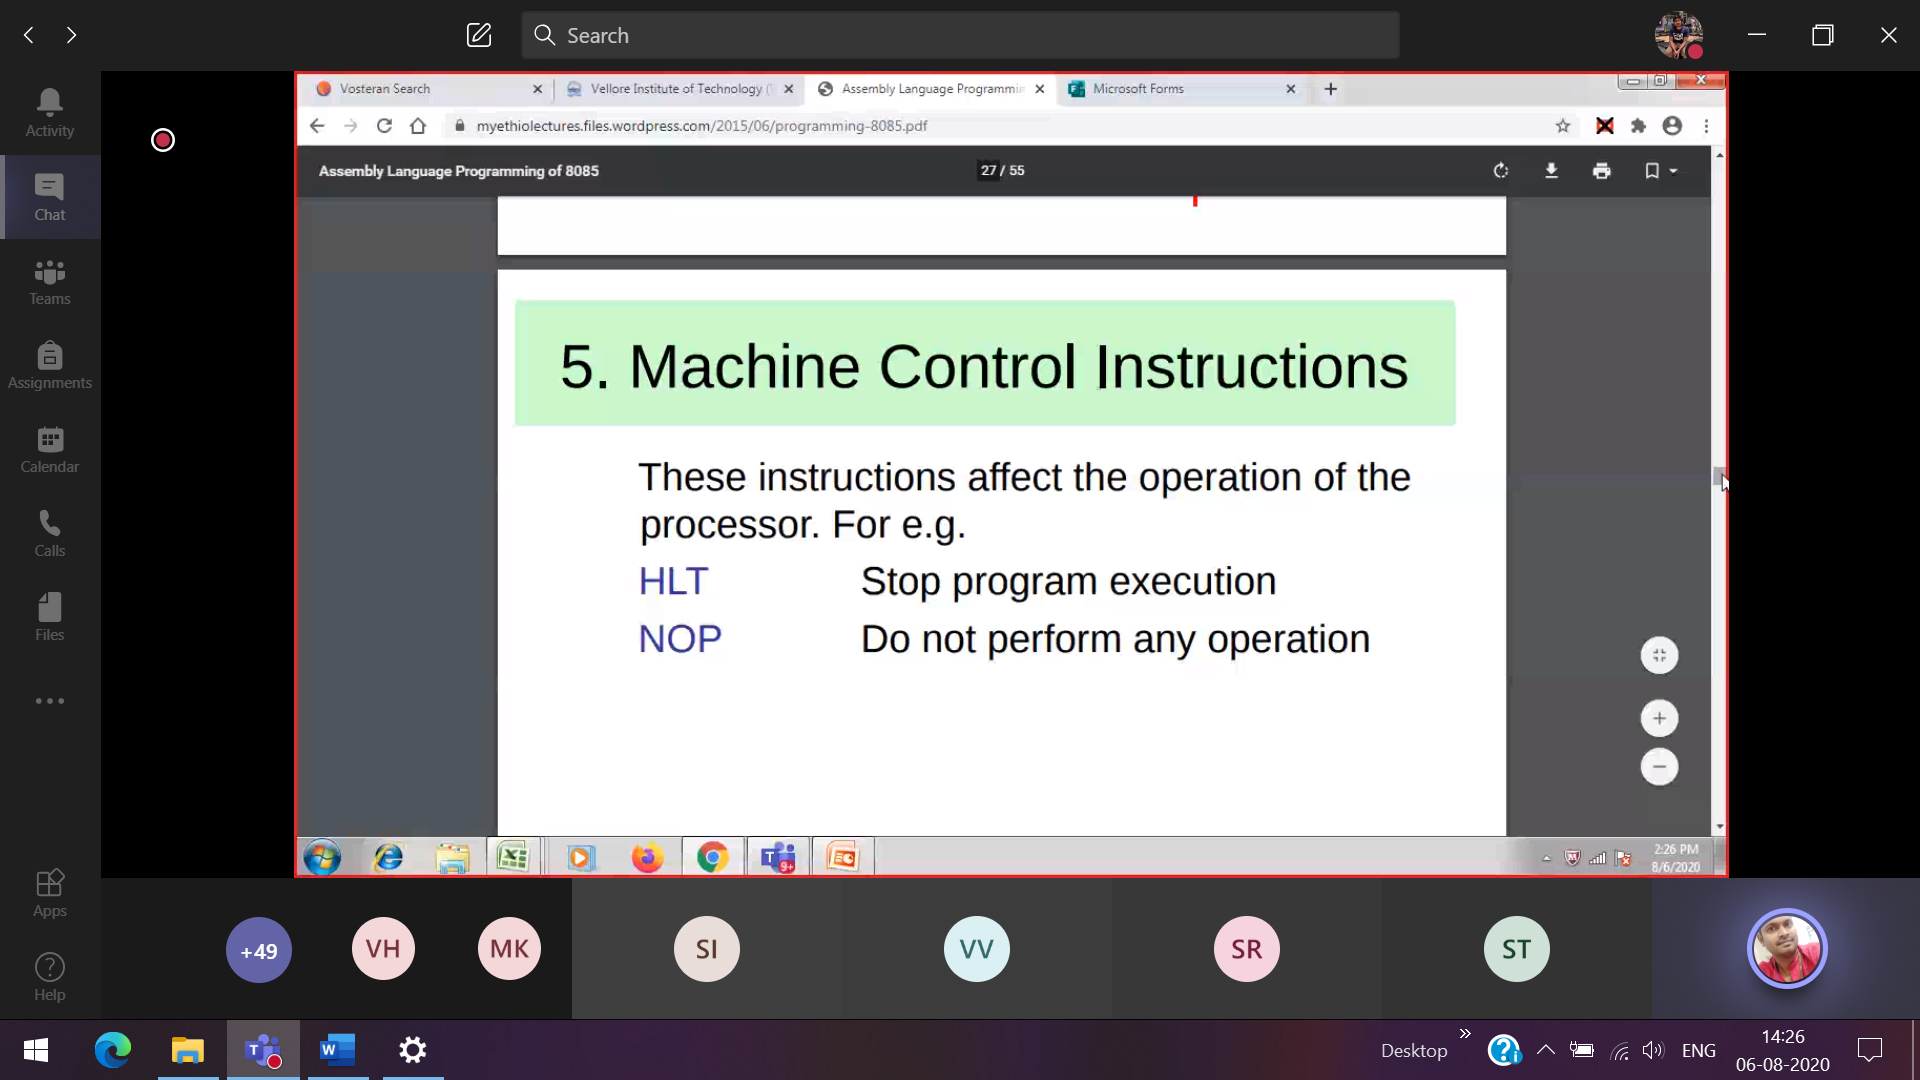 Search
Activity
Chat
Teams
Assignments
Calendar
Calls
Files
Apps
Help
Vosteran Search
Vellore Institute of Technology (
Assembly Language Programmin
Microsoft Forms
myethiolectures.files.wordpress.com/2015/06/programming-8085.pdf
Assembly Language Programming of 8085
27 / 55
5. Machine Control Instructions
These instructions affect the operation of the
processor. For e.g.
HLT Stop program execution
NOP Do not perform any operation
9+
2:26 PM
8/6/2020
+49
VH
MK
SI
VV
SR
ST
Desktop
ENG
14:26
06-08-2020